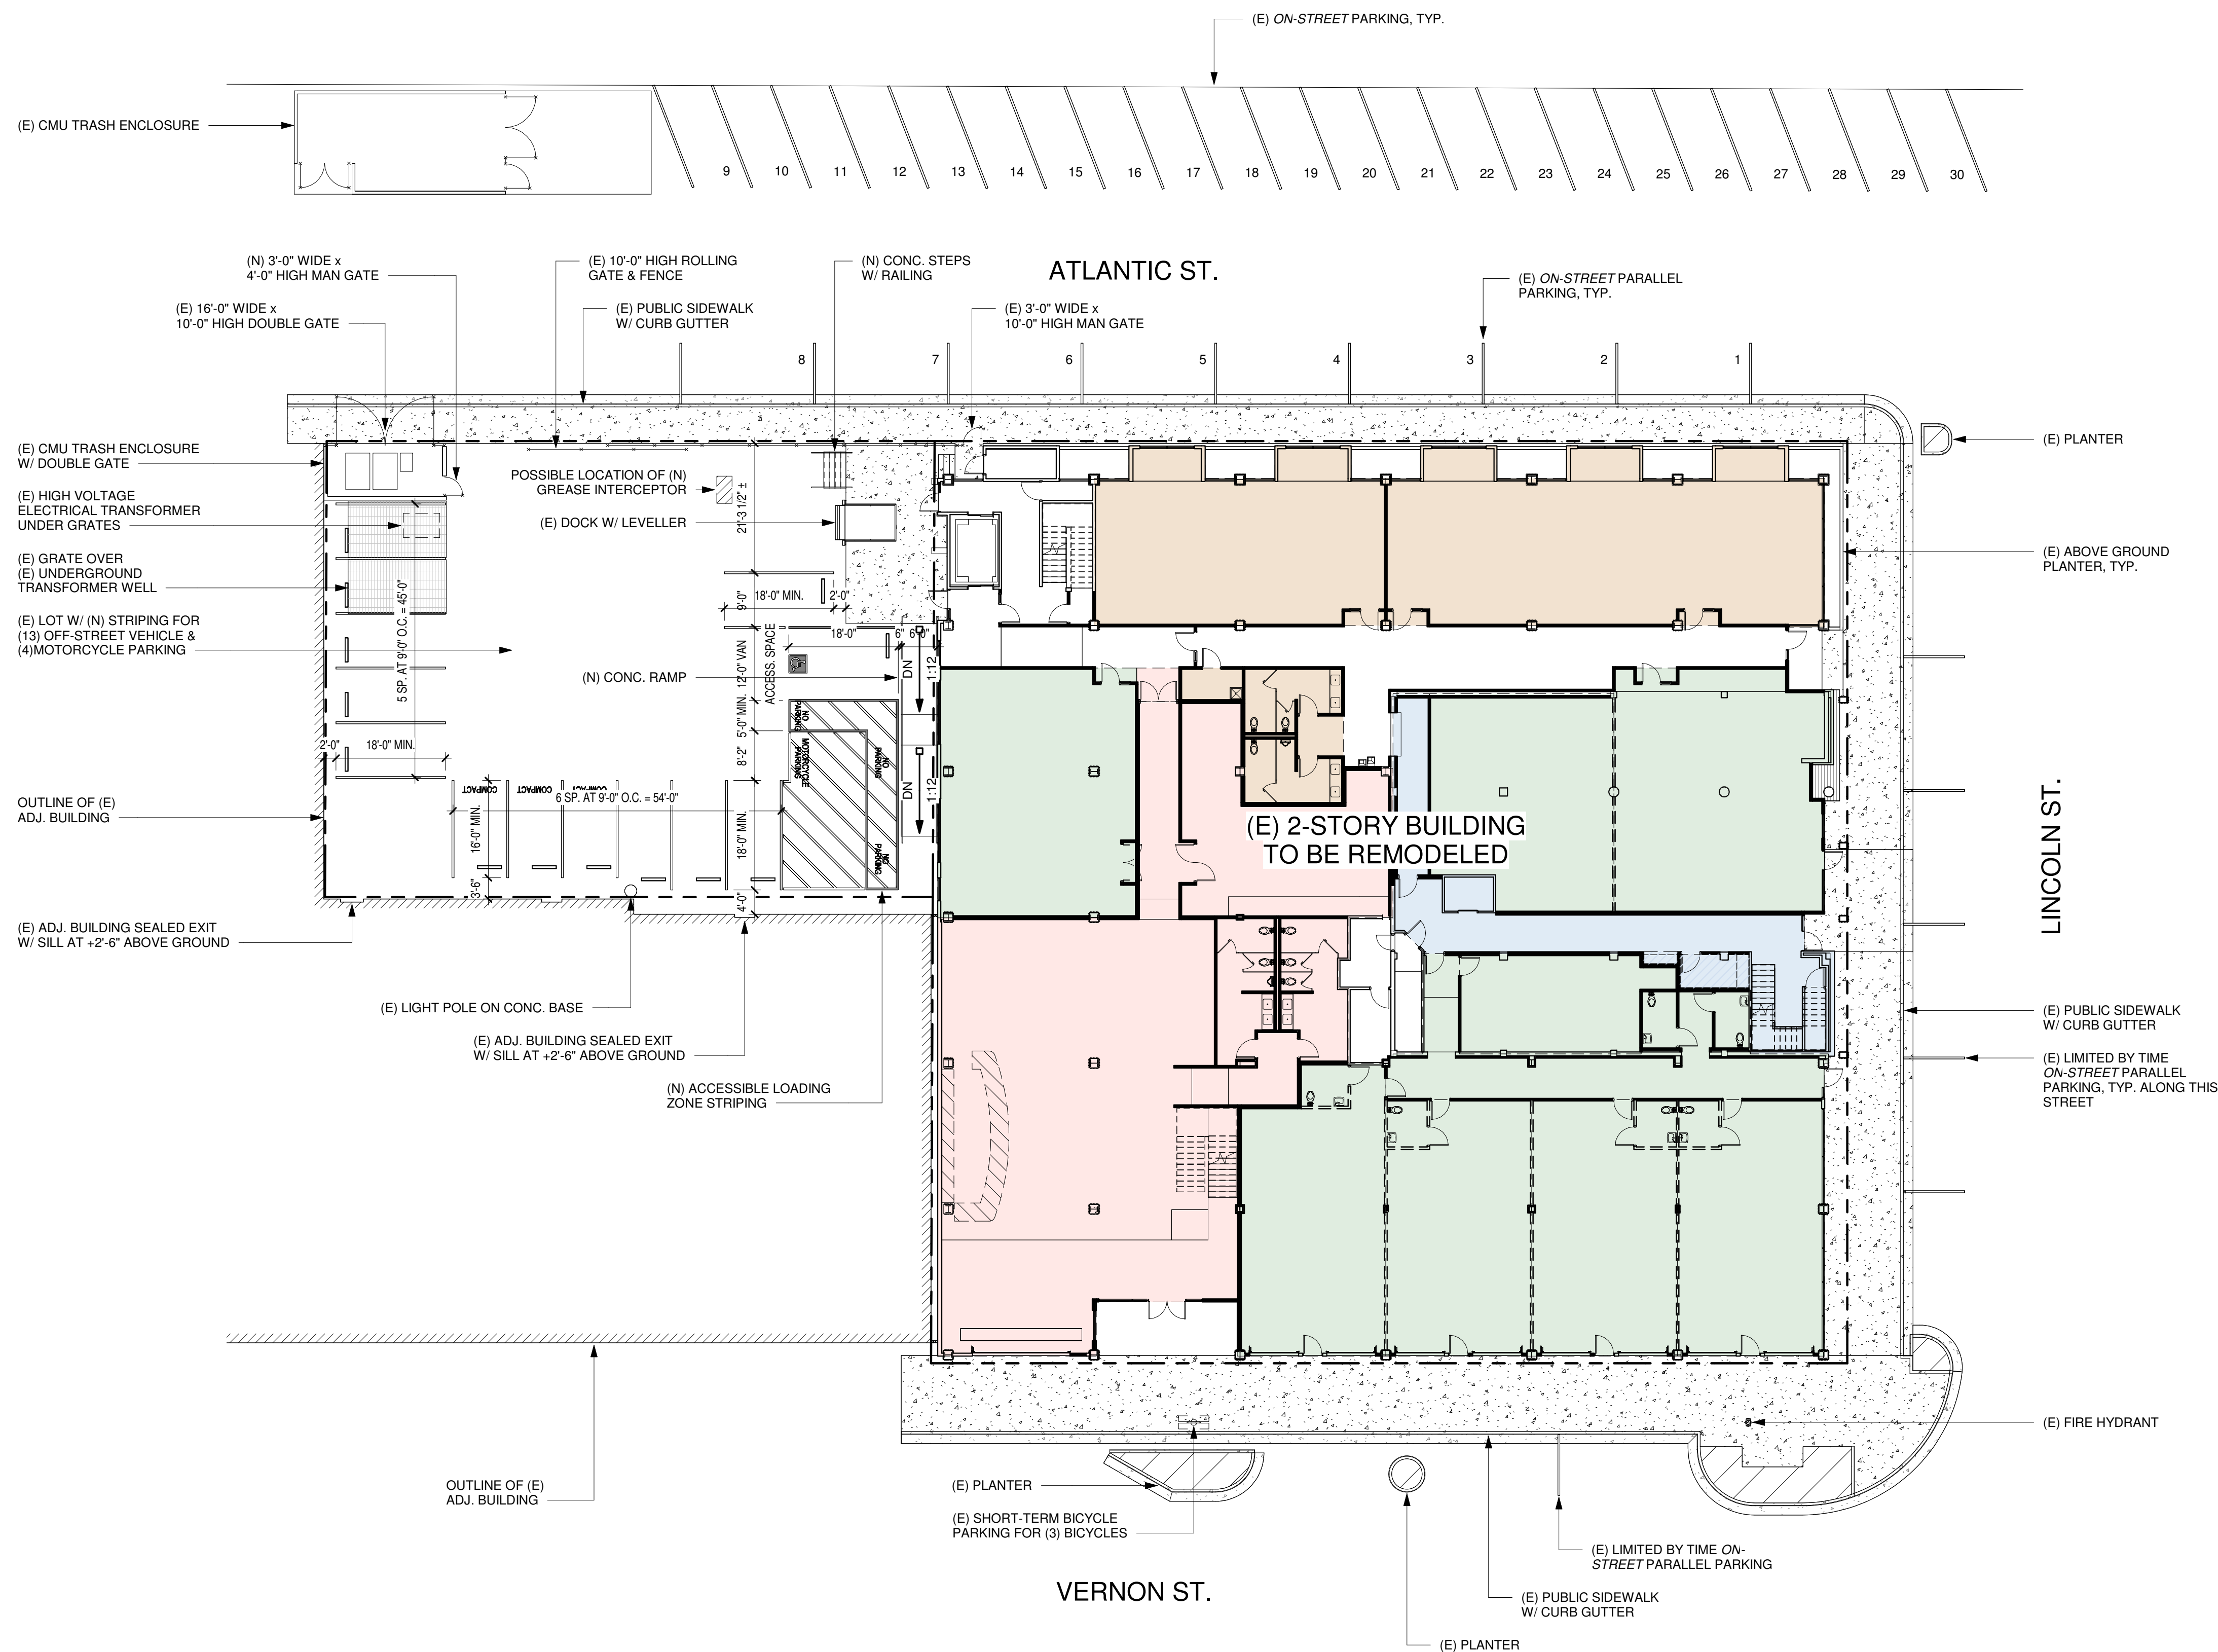 (E) ON-STREET PARKING, TYP.
(E) CMU TRASH ENCLOSURE
9 10 11 12 13 14 15 16 17 18 19 20 21 22 23 24 25 26 27 28 29 30
(N) 3'-0" WIDE x
4'-0" HIGH MAN GATE
(E) 10'-0" HIGH ROLLING
GATE & FENCE
(N) CONC. STEPS
W/ RAILING
ATLANTIC ST.
(E) ON-STREET PARALLEL
PARKING, TYP.
(E) 16'-0" WIDE x
10'-0" HIGH DOUBLE GATE
(E) PUBLIC SIDEWALK
W/ CURB GUTTER
(E) 3'-0" WIDE x
10'-0" HIGH MAN GATE
8 7 6 5 4 3 2 1
(E) PLANTER
(E) CMU TRASH ENCLOSURE
W/ DOUBLE GATE
(E) HIGH VOLTAGE
ELECTRICAL TRANSFORMER
UNDER GRATES
(E) GRATE OVER
(E) UNDERGROUND
TRANSFORMER WELL
(E) LOT W/ (N) STRIPING FOR
(13) OFF-STREET VEHICLE &
(4)MOTORCYCLE PARKING
OUTLINE OF (E)
ADJ. BUILDING
(E) ADJ. BUILDING SEALED EXIT
W/ SILL AT +2'-6" ABOVE GROUND
POSSIBLE LOCATION OF (N)
GREASE INTERCEPTOR
(E) DOCK W/ LEVELLER
21'-3 1/2" ±
9'-0"
18'-0" MIN.
2'-0"
18'-0"
6"
6'-0"
12'-0" VAN
ACCESS. SPACE
5'-0" MIN.
8'-2"
18'-0" MIN.
4'-0"
(N) CONC. RAMP
DN
1:12
DN
1:12
NO
PARKING
MOTORCYCLE
PARKING
NO
PARKING
NO
PARKING
5 SP. AT 9'-0" O.C. = 45'-0"
2'-0"
18'-0" MIN.
COMPACT
COMPACT
COMPACT
6 SP. AT 9'-0" O.C. = 54'-0"
16'-0" MIN.
3'-6"
(E) LIGHT POLE ON CONC. BASE
(E) ADJ. BUILDING SEALED EXIT
W/ SILL AT +2'-6" ABOVE GROUND
(N) ACCESSIBLE LOADING
ZONE STRIPING
(E) 2-STORY BUILDING
TO BE REMODELED
(E) ABOVE GROUND
PLANTER, TYP.
LINCOLN ST.
(E) PUBLIC SIDEWALK
W/ CURB GUTTER
(E) LIMITED BY TIME
ON-STREET PARALLEL
PARKING, TYP. ALONG THIS
STREET
(E) FIRE HYDRANT
OUTLINE OF (E)
ADJ. BUILDING
(E) PLANTER
(E) SHORT-TERM BICYCLE
PARKING FOR (3) BICYCLES
(E) LIMITED BY TIME ON-
STREET PARALLEL PARKING
VERNON ST.
(E) PUBLIC SIDEWALK
W/ CURB GUTTER
(E) PLANTER